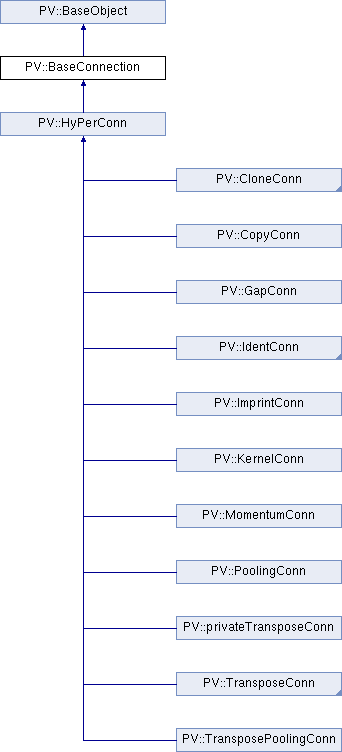 PV::BaseObject
PV::BaseConnection
PV::HyPerConn
PV::CloneConn
PV::CopyConn
PV::GapConn
PV::IdentConn
PV::ImprintConn
PV::KernelConn
PV::MomentumConn
PV::PoolingConn
PV::privateTransposeConn
PV::TransposeConn
PV::TransposePoolingConn